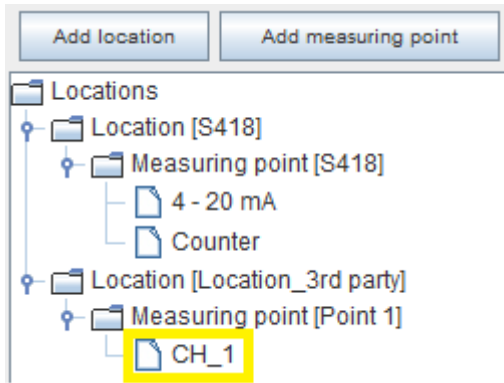 Add location Add measuring point
Locations
Location [S418]
Measuring point [S418]
4 - 20 mA
Counter
Location [Location_3rd party]
Measuring point [Point 1]
CH_1